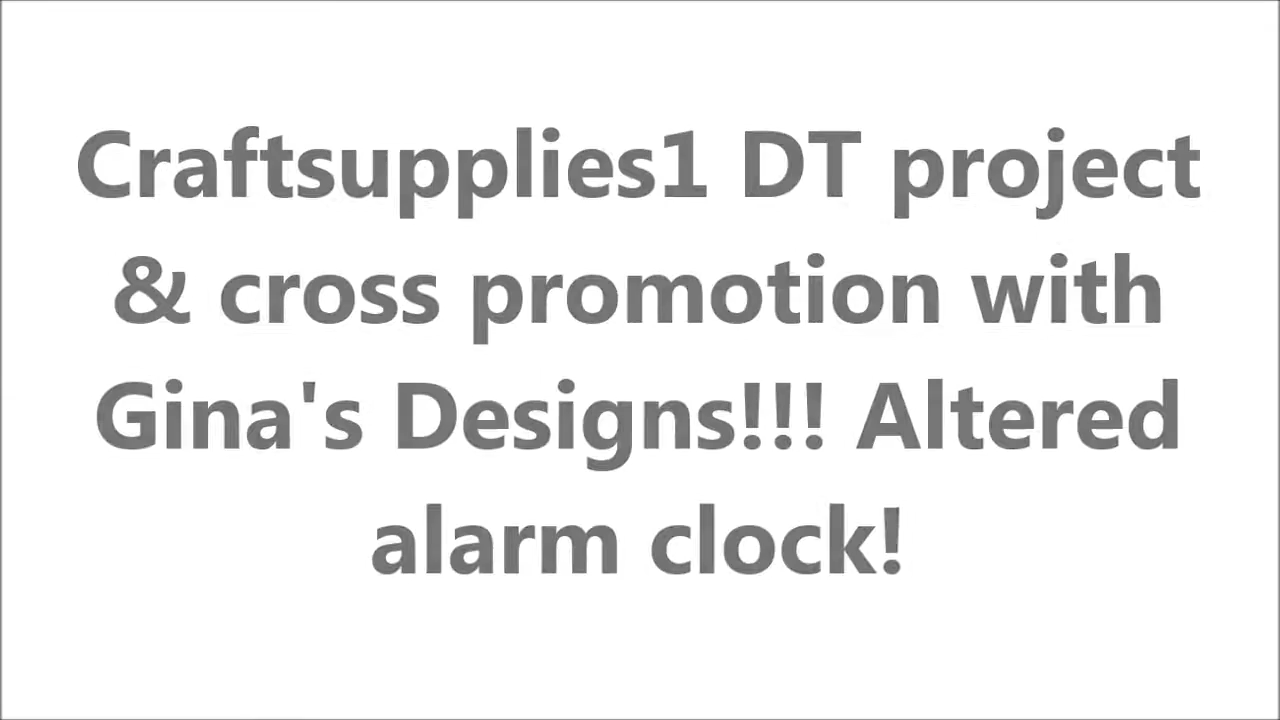 Craftsupplies1 DT project
& cross promotion with
Gina's Designs!!! Altered
alarm clock!